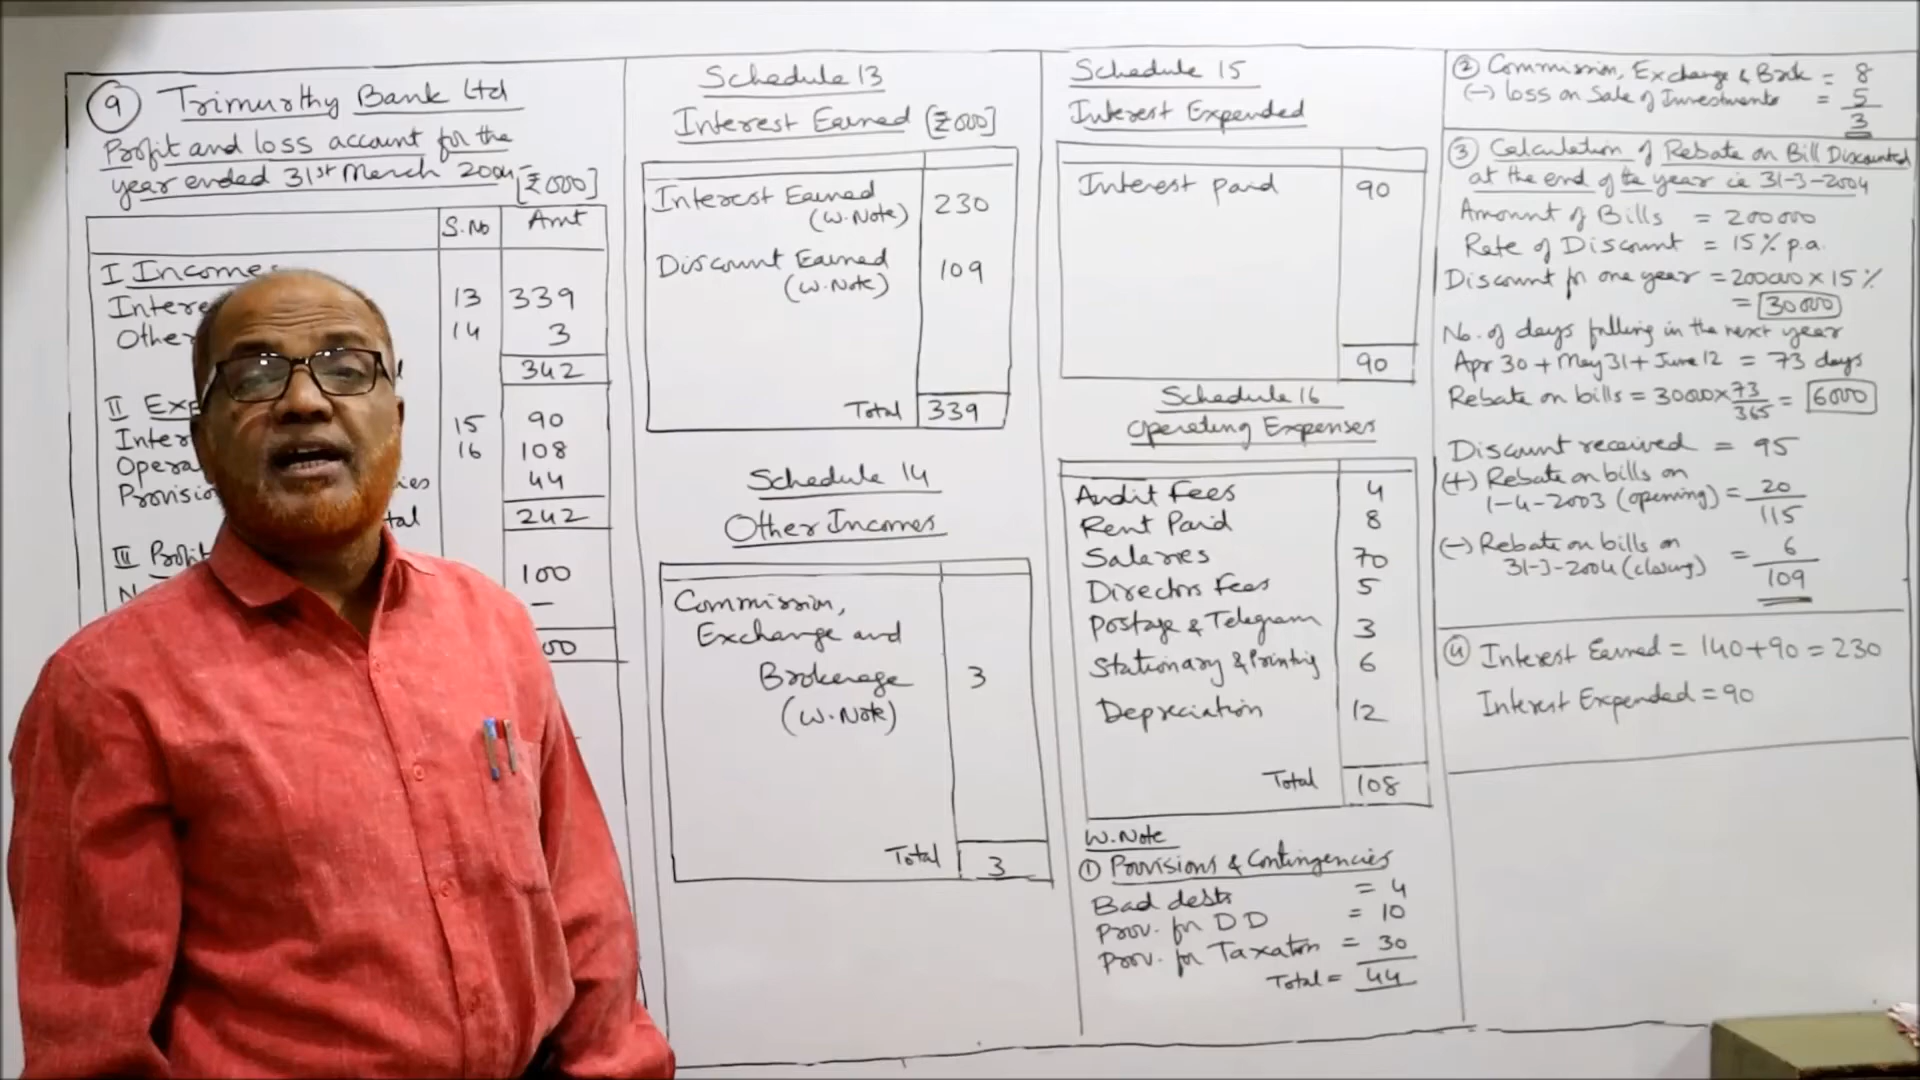 9 Trimurthy Bank Ltd
Profit and loss account for the
year ended 31st March 2004 [₹000]
S.No Amt
I Incomes
13 339
14 3
342
II
15 90
16 108
44
242
III Profit
100
—
00
Schedule 13
Interest Earned [₹000]
Interest Earned 230
(W.Note)
Discount Earned 109
(W.Note)
Total 339
Schedule 14
Other Incomes
Commission,
Exchange and
Brokerage 3
(W.Note)
Total 3
Schedule 15
Interest Expended
Interest paid 90
90
Schedule 16
Operating Expenses
Audit Fees 4
Rent Paid 8
Salaries 70
Directors Fees 5
Postage & Telegram 3
Stationary & Printing 6
Depreciation 12
Total 108
W.Note
① Provisions & Contingencies
Bad debts = 4
Prov. for DD = 10
Prov. for Taxation = 30
Total = 44
② Commission, Exchange & Brok = 8
(-) loss on Sale of Investments = 5
3
③ Calculation of Rebate on Bill Discounted
at the end of the year ie 31-3-2004
Amount of Bills = 200000
Rate of Discount = 15% p.a.
Discount for one year = 200000 × 15%
= 30000
No. of days falling in the next year
Apr 30 + May 31 + June 12 = 73 days
Rebate on bills = 30000 × 73/365 = 6000
Discount received = 95
(+) Rebate on bills on
1-4-2003 (opening) = 20
115
(-) Rebate on bills on
31-3-2004 (closing) = 6
109
④ Interest Earned = 140+90 = 230
Interest Expended = 90